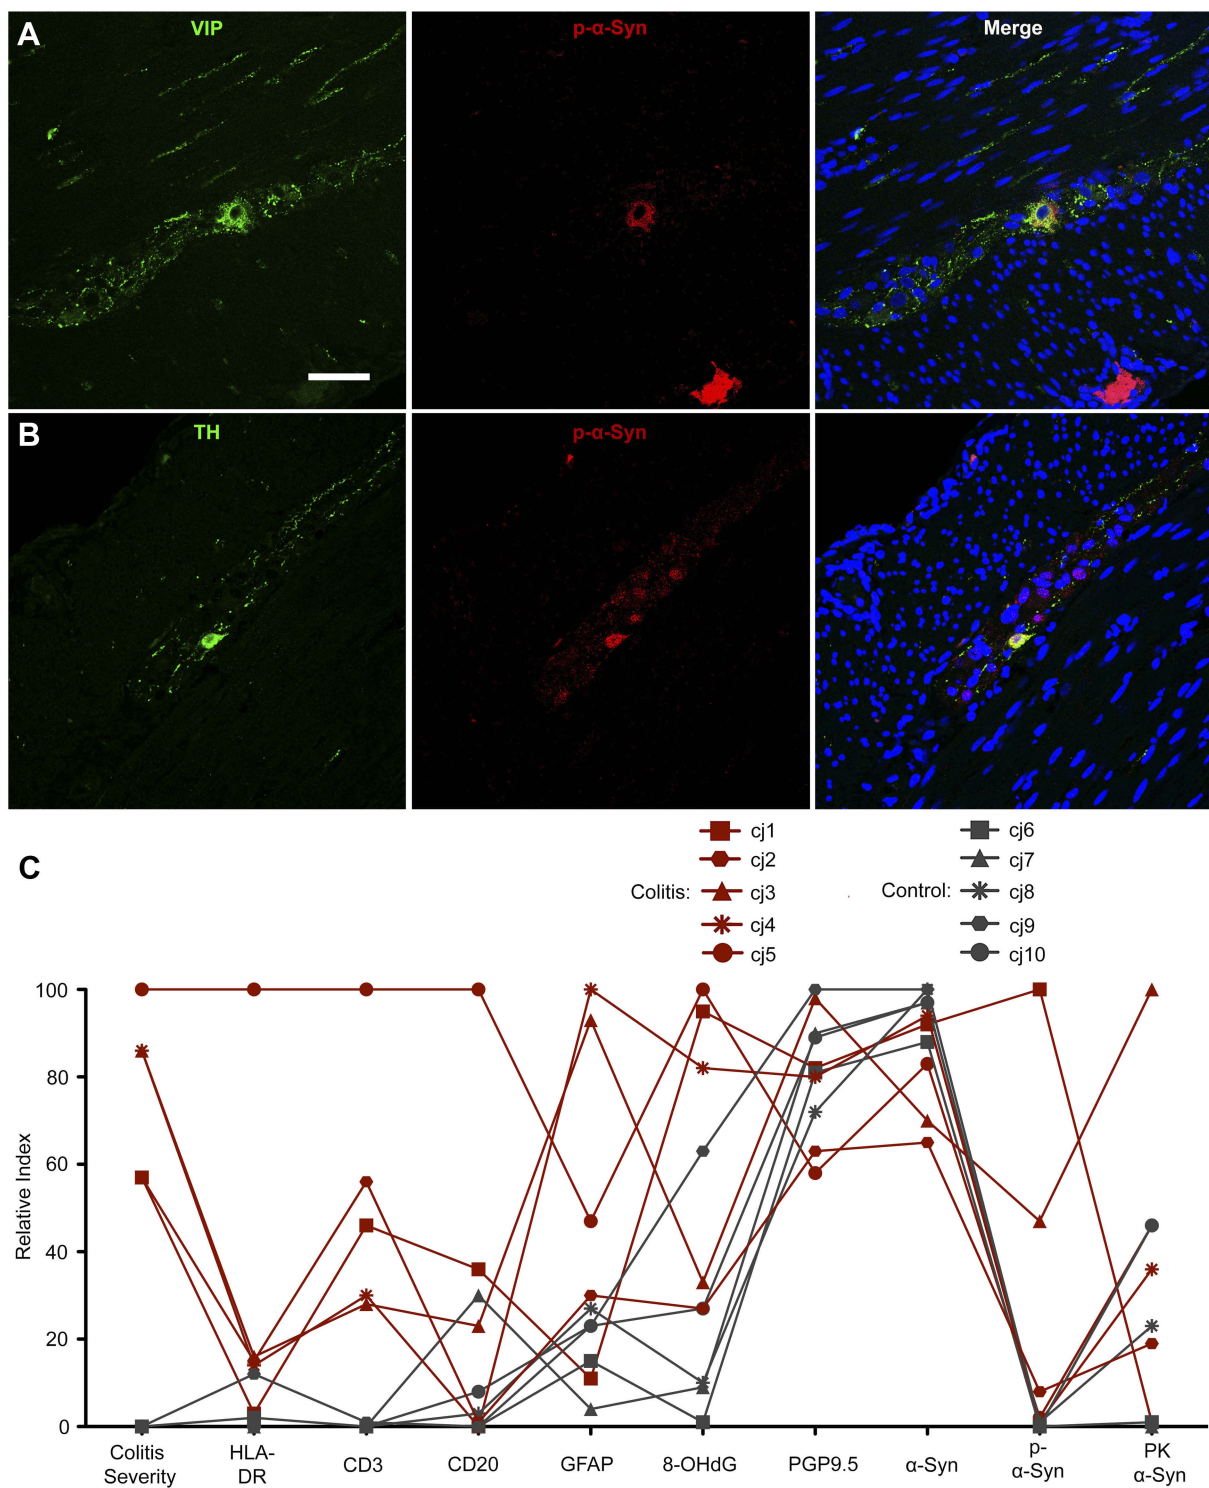 A VIP p-α-Syn Merge
B TH p-α-Syn
C
Colitis:
cj1
cj2
cj3
cj4
cj5
Control:
cj6
cj7
cj8
cj9
cj10
Relative Index
100
80
60
40
20
0
Colitis
Severity
HLA-
DR
CD3
CD20
GFAP
8-OHdG
PGP9.5
α-Syn
p-
α-Syn
PK
α-Syn